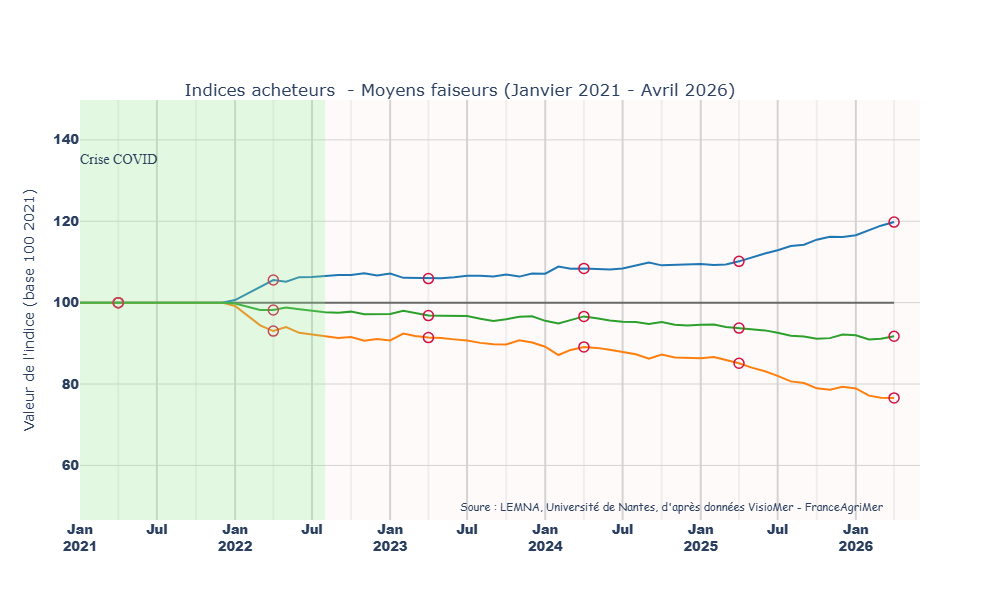 Indices acheteurs  - Moyens faiseurs (Janvier 2021 - Avril 2026)
Valeur de l'indice (base 100 2021)
140
Crise COVID
120
100
80
60
Soure : LEMNA, Université de Nantes, d'après données VisioMer - FranceAgriMer
Jan Jul Jan Jul Jan Jul Jan Jul Jan Jul Jan
2021 2022 2023 2024 2025 2026